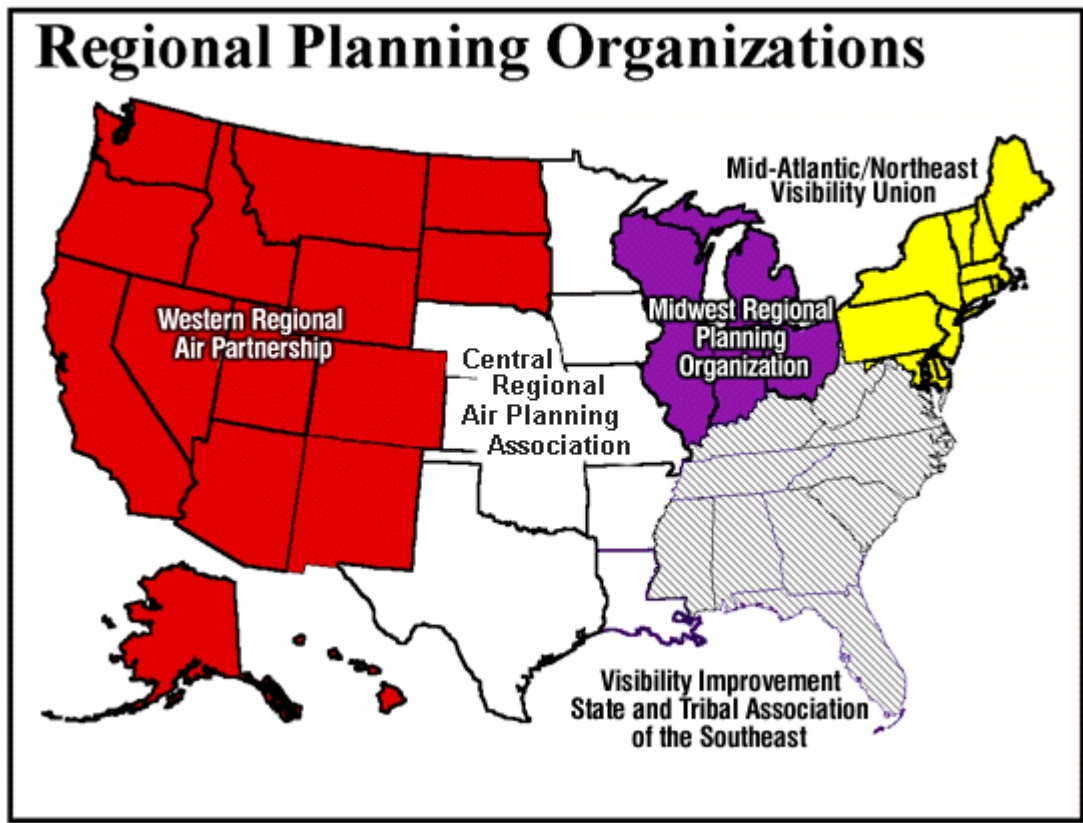 Regional Planning Organizations
Mid-Atlantic/Northeast
Visibility Union
Western Regional
Air Partnership
Central
Regional
Air Planning
Association
Midwest Regional
Planning
Organization
Visibility Improvement
State and Tribal Association
of the Southeast